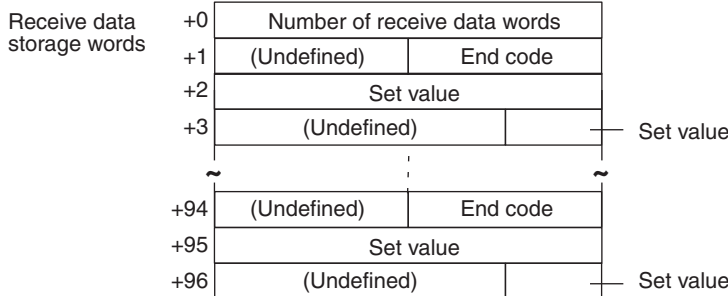 Receive data
storage words
+0 Number of receive data words
+1 (Undefined) End code
+2 Set value
+3 (Undefined) Set value
~ ~
+94 (Undefined) End code
+95 Set value
+96 (Undefined) Set value